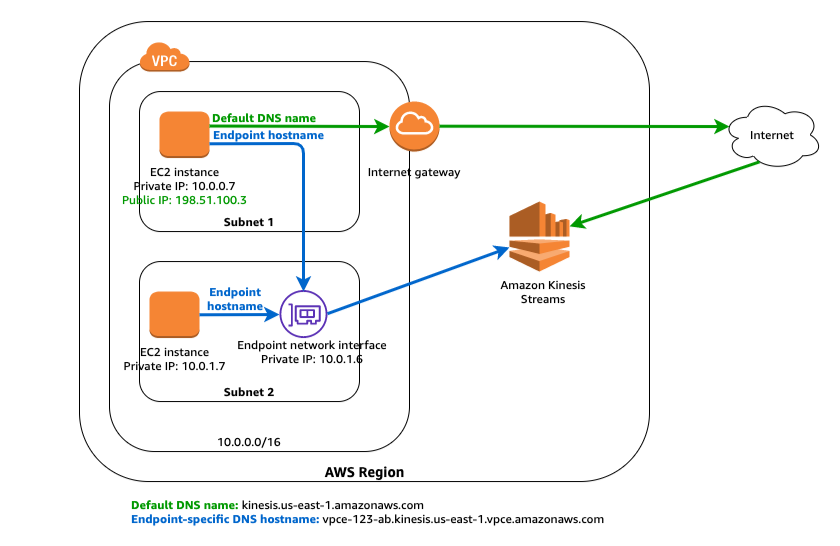 VPC
Default DNS name
Endpoint hostname
Internet
EC2 instance
Private IP: 10.0.0.7
Public IP: 198.51.100.3
Internet gateway
Subnet 1
Amazon Kinesis
Streams
Endpoint
hostname
EC2 instance
Private IP: 10.0.1.7
Endpoint network interface
Private IP: 10.0.1.6
Subnet 2
10.0.0.0/16
AWS Region
Default DNS name: kinesis.us-east-1.amazonaws.com
Endpoint-specific DNS hostname: vpce-123-ab.kinesis.us-east-1.vpce.amazonaws.com